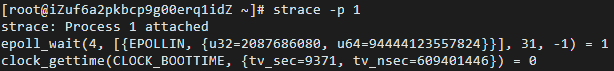 [root@iZuf6a2pkbcp9g00erq1idZ ~]# strace -p 1
strace: Process 1 attached
epoll_wait(4, [{EPOLLIN, {u32=2087686080, u64=94444123557824}}], 31, -1) = 1
clock_gettime(CLOCK_BOOTTIME, {tv_sec=9371, tv_nsec=609401446}) = 0